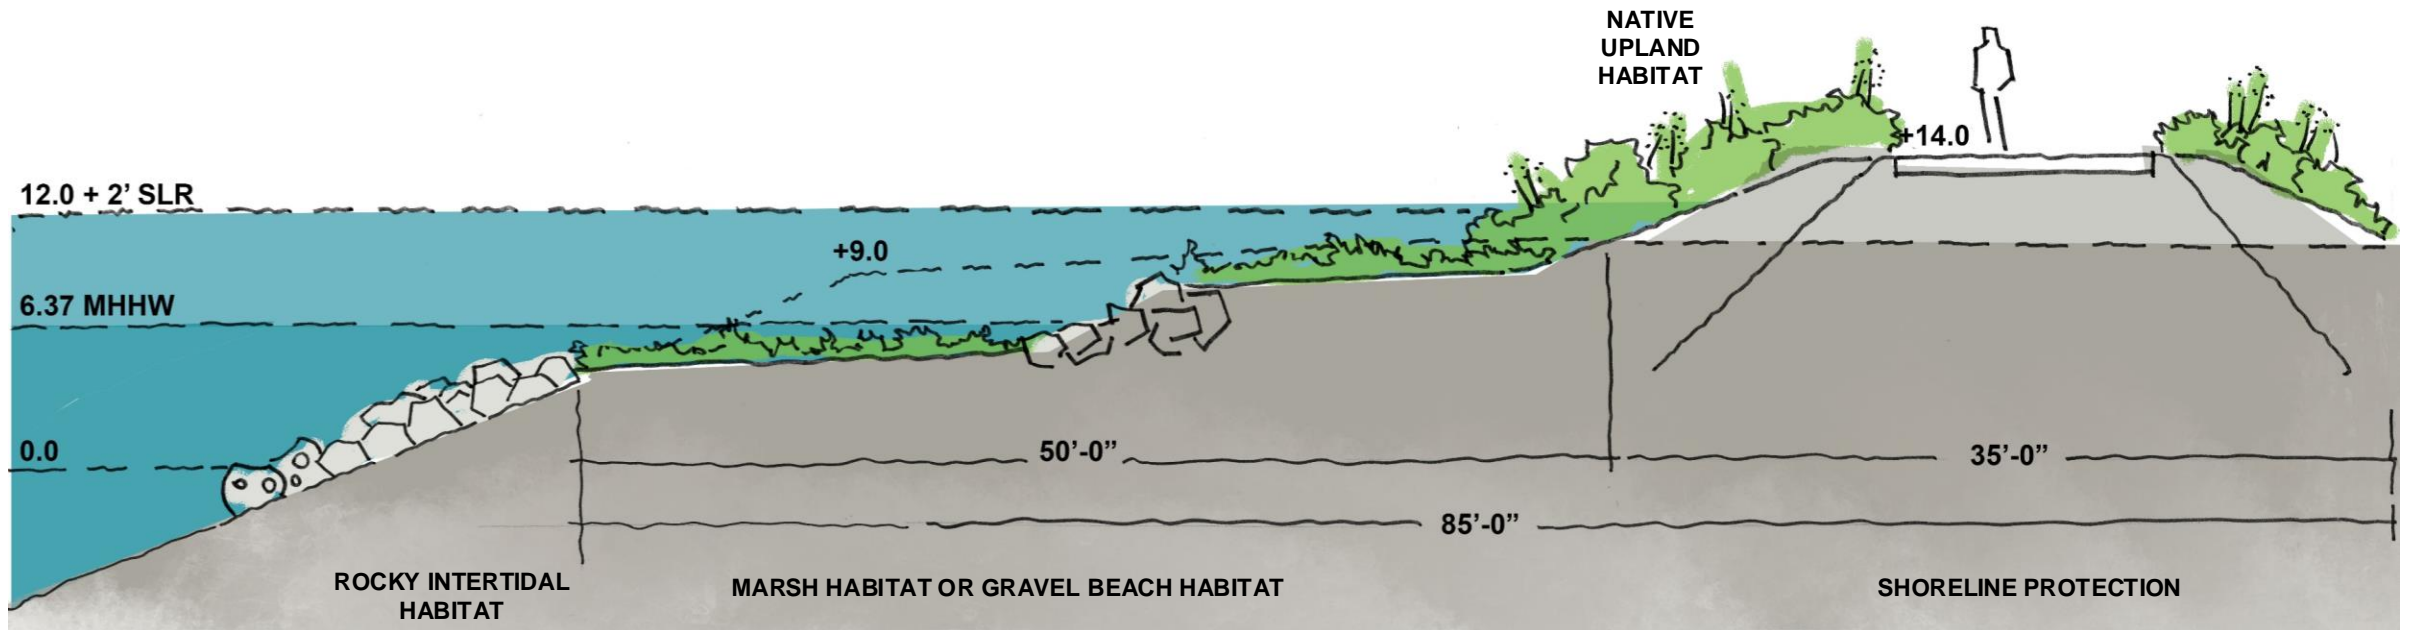 NATIVE
UPLAND
HABITAT
+14.0
12.0 + 2’ SLR
+9.0
6.37 MHHW
0.0
50’-0”
35’-0”
85’-0”
ROCKY INTERTIDAL
HABITAT
MARSH HABITAT OR GRAVEL BEACH HABITAT
SHORELINE PROTECTION